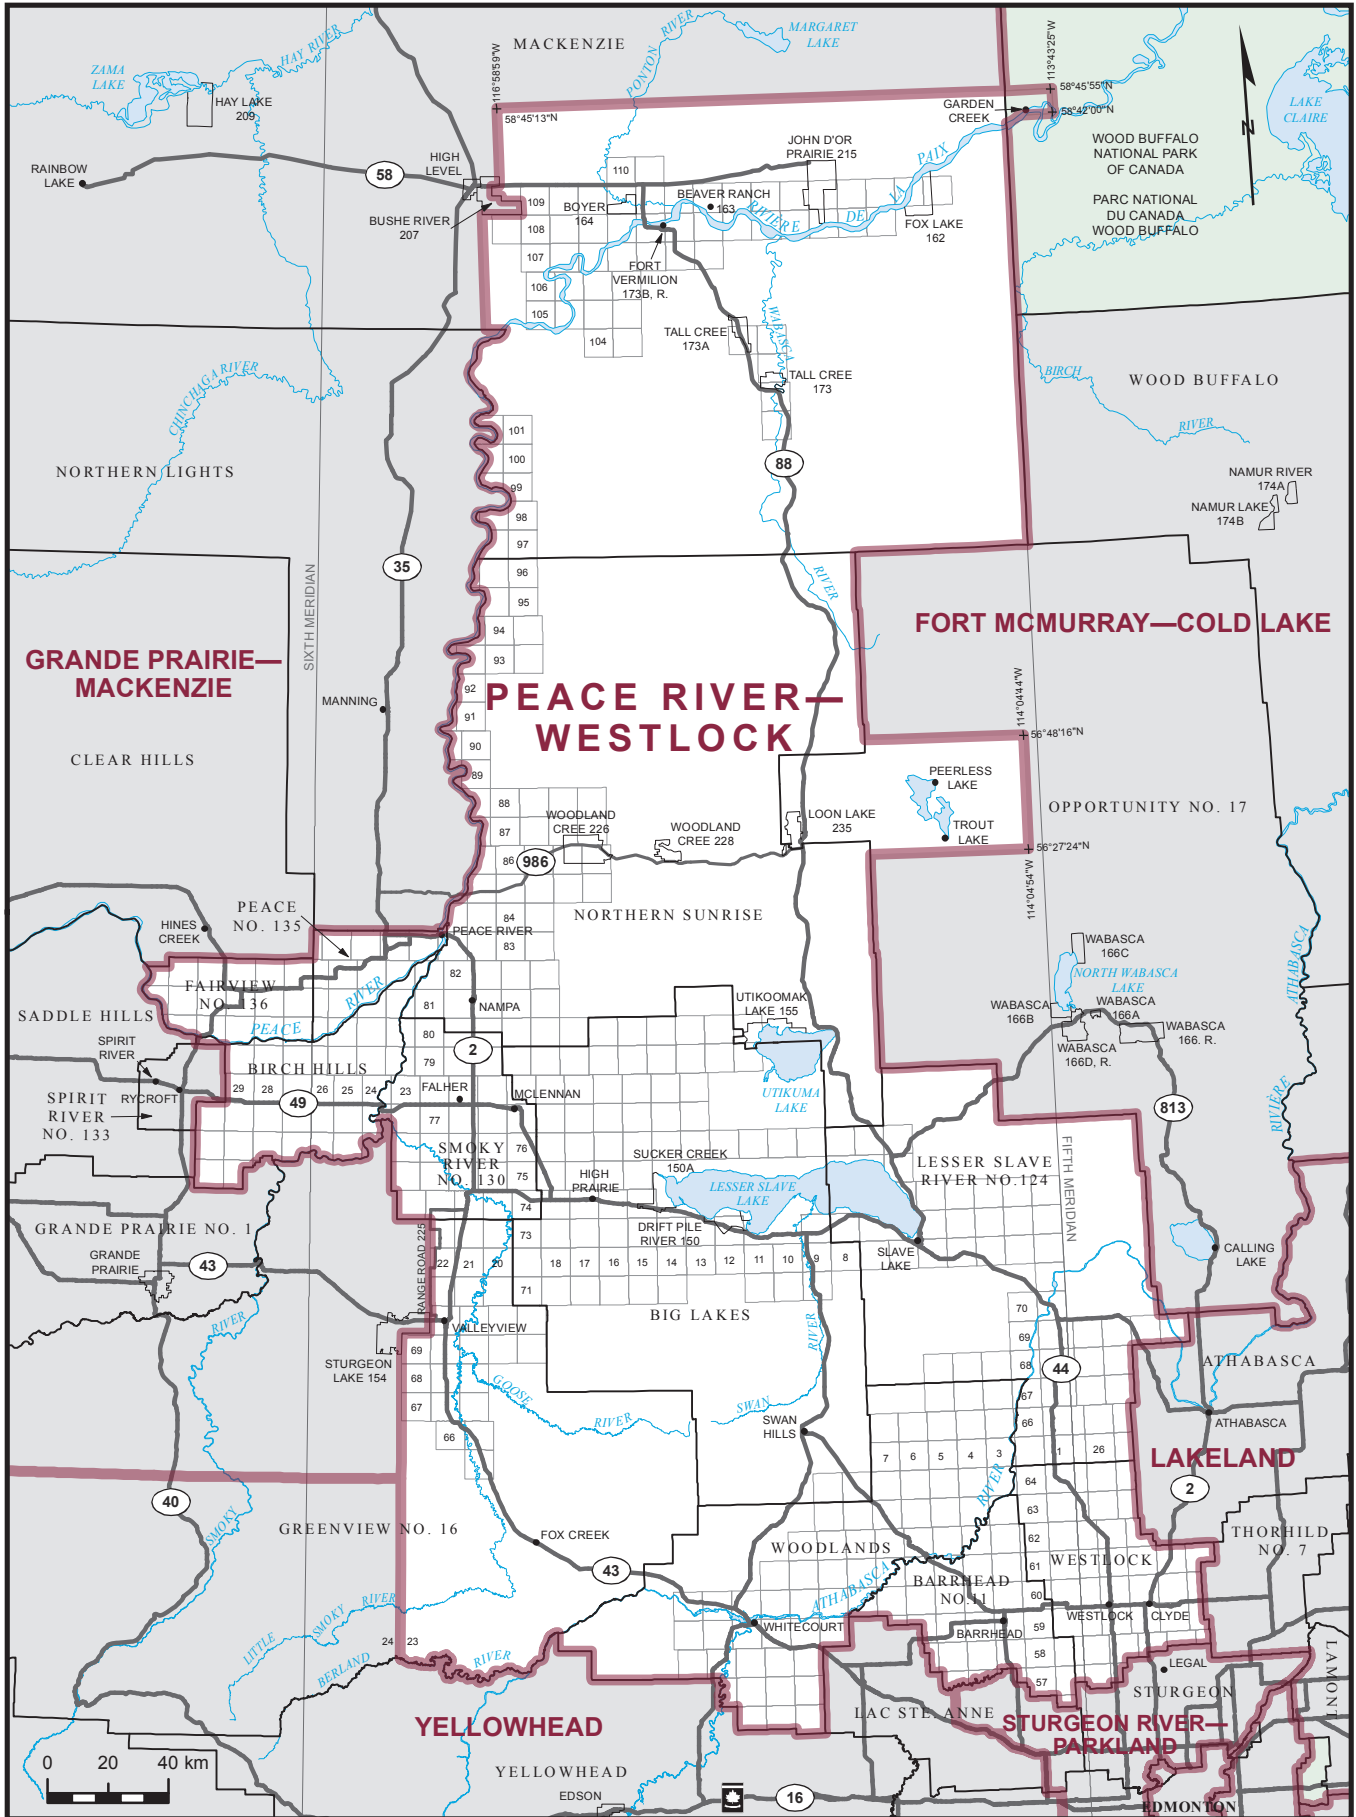 MACKENZIE
PONTON
RIVER
MARGARET
LAKE
HAY RIVER
ZAMA
LAKE
HAY LAKE
209
116°58'59"W
58°45'13"N
113°43'25"W
58°45'55"N
58°42'00"N
GARDEN
CREEK
N
LAKE
CLAIRE
WOOD BUFFALO
NATIONAL PARK
OF CANADA
PARC NATIONAL
DU CANADA
WOOD BUFFALO
RAINBOW
LAKE
58
HIGH
LEVEL
BUSHE RIVER
207
JOHN D'OR
PRAIRIE 215
110
109
108
107
106
105
104
BOYER
164
BEAVER RANCH
163
RIVIÈRE
DE
LA
PAIX
FOX LAKE
162
FORT
VERMILION
173B, R.
WABASCA
TALL CREE
173A
TALL CREE
173
BIRCH
RIVER
WOOD BUFFALO
CHINCHAGA RIVER
NORTHERN LIGHTS
88
101
100
99
98
97
96
95
94
93
92
91
90
89
88
87
86
84
83
NAMUR RIVER
174A
NAMUR LAKE
174B
35
SIXTH MERIDIAN
RIVER
FORT MCMURRAY—COLD LAKE
GRANDE PRAIRIE—
MACKENZIE
PEACE RIVER—
WESTLOCK
MANNING
CLEAR HILLS
114°04'44"W
56°48'16"N
PEERLESS
LAKE
TROUT
LAKE
OPPORTUNITY NO. 17
WOODLAND
CREE 226
WOODLAND
CREE 228
LOON LAKE
235
986
56°27'24"N
114°04'54"W
NORTHERN SUNRISE
PEACE
NO. 135
HINES
CREEK
PEACE RIVER
WABASCA
166C
NORTH WABASCA
LAKE
ATHABASCA
FAIRVIEW
NO. 136
RIVER
82
81
80
79
77
NAMPA
UTIKOOMAK
LAKE 155
WABASCA
166B
WABASCA
166A
WABASCA
166. R.
WABASCA
166D, R.
SADDLE HILLS
PEACE
2
SPIRIT
RIVER
BIRCH HILLS
UTIKUMA
LAKE
RIVIÈRE
29
28
26
25
24
23
FALHER
MCLENNAN
RYCROFT
49
813
SPIRIT
RIVER
NO. 133
SMOKY
RIVER
NO. 130
76
75
74
73
71
FIFTH MERIDIAN
SUCKER CREEK
150A
HIGH
PRAIRIE
LESSER SLAVE
LAKE
LESSER SLAVE
RIVER NO.124
GRANDE PRAIRIE NO. 1
DRIFT PILE
RIVER 150
RANGE ROAD 225
22
21
20
18
17
16
15
14
13
12
11
10
9
8
SLAVE
LAKE
CALLING
LAKE
GRANDE
PRAIRIE
43
BIG LAKES
RIVER
VALLEYVIEW
70
69
68
67
66
64
63
62
61
60
59
58
57
STURGEON
LAKE 154
69
68
67
66
RIVER
44
ATHABASCA
GOOSE
RIVER
SWAN
SWAN
HILLS
ATHABASCA
7
6
5
4
3
1
26
LAKELAND
40
RIVER
2
SMOKY
GREENVIEW NO. 16
FOX CREEK
43
WOODLANDS
THORHILD
NO. 7
WESTLOCK
ATHABASCA
BARRHEAD
NO.11
LITTLE
SMOKY
RIVER
WHITECOURT
WESTLOCK
CLYDE
BARRHEAD
24
23
BERLAND
RIVER
LEGAL
LAMONT
STURGEON
YELLOWHEAD
LAC STE. ANNE
STURGEON RIVER—
PARKLAND
0
20
40 km
YELLOWHEAD
EDSON
16
EDMONTON